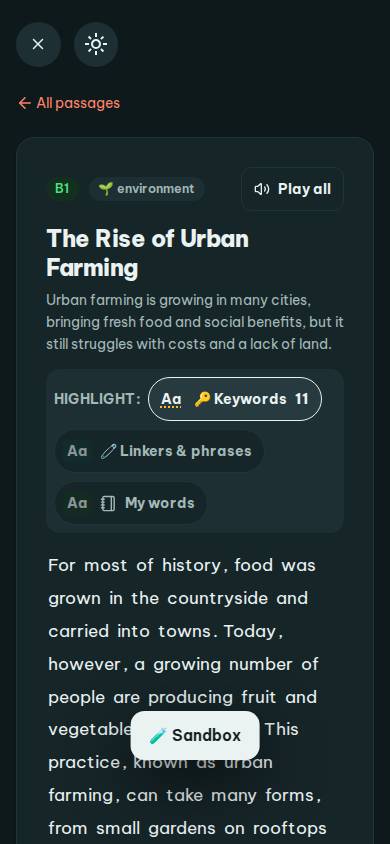 ← All passages
B1 🌱 environment Play all
The Rise of Urban
Farming
Urban farming is growing in many cities,
bringing fresh food and social benefits, but it
still struggles with costs and a lack of land.
HIGHLIGHT: Aa 🔑 Keywords 11
Aa Linkers & phrases
Aa My words
For most of history, food was
grown in the countryside and
carried into towns. Today,
however, a growing number of
people are producing fruit and
vegetable This
🧪 Sandbox
practice, known as urban
farming, can take many forms,
from small gardens on rooftops